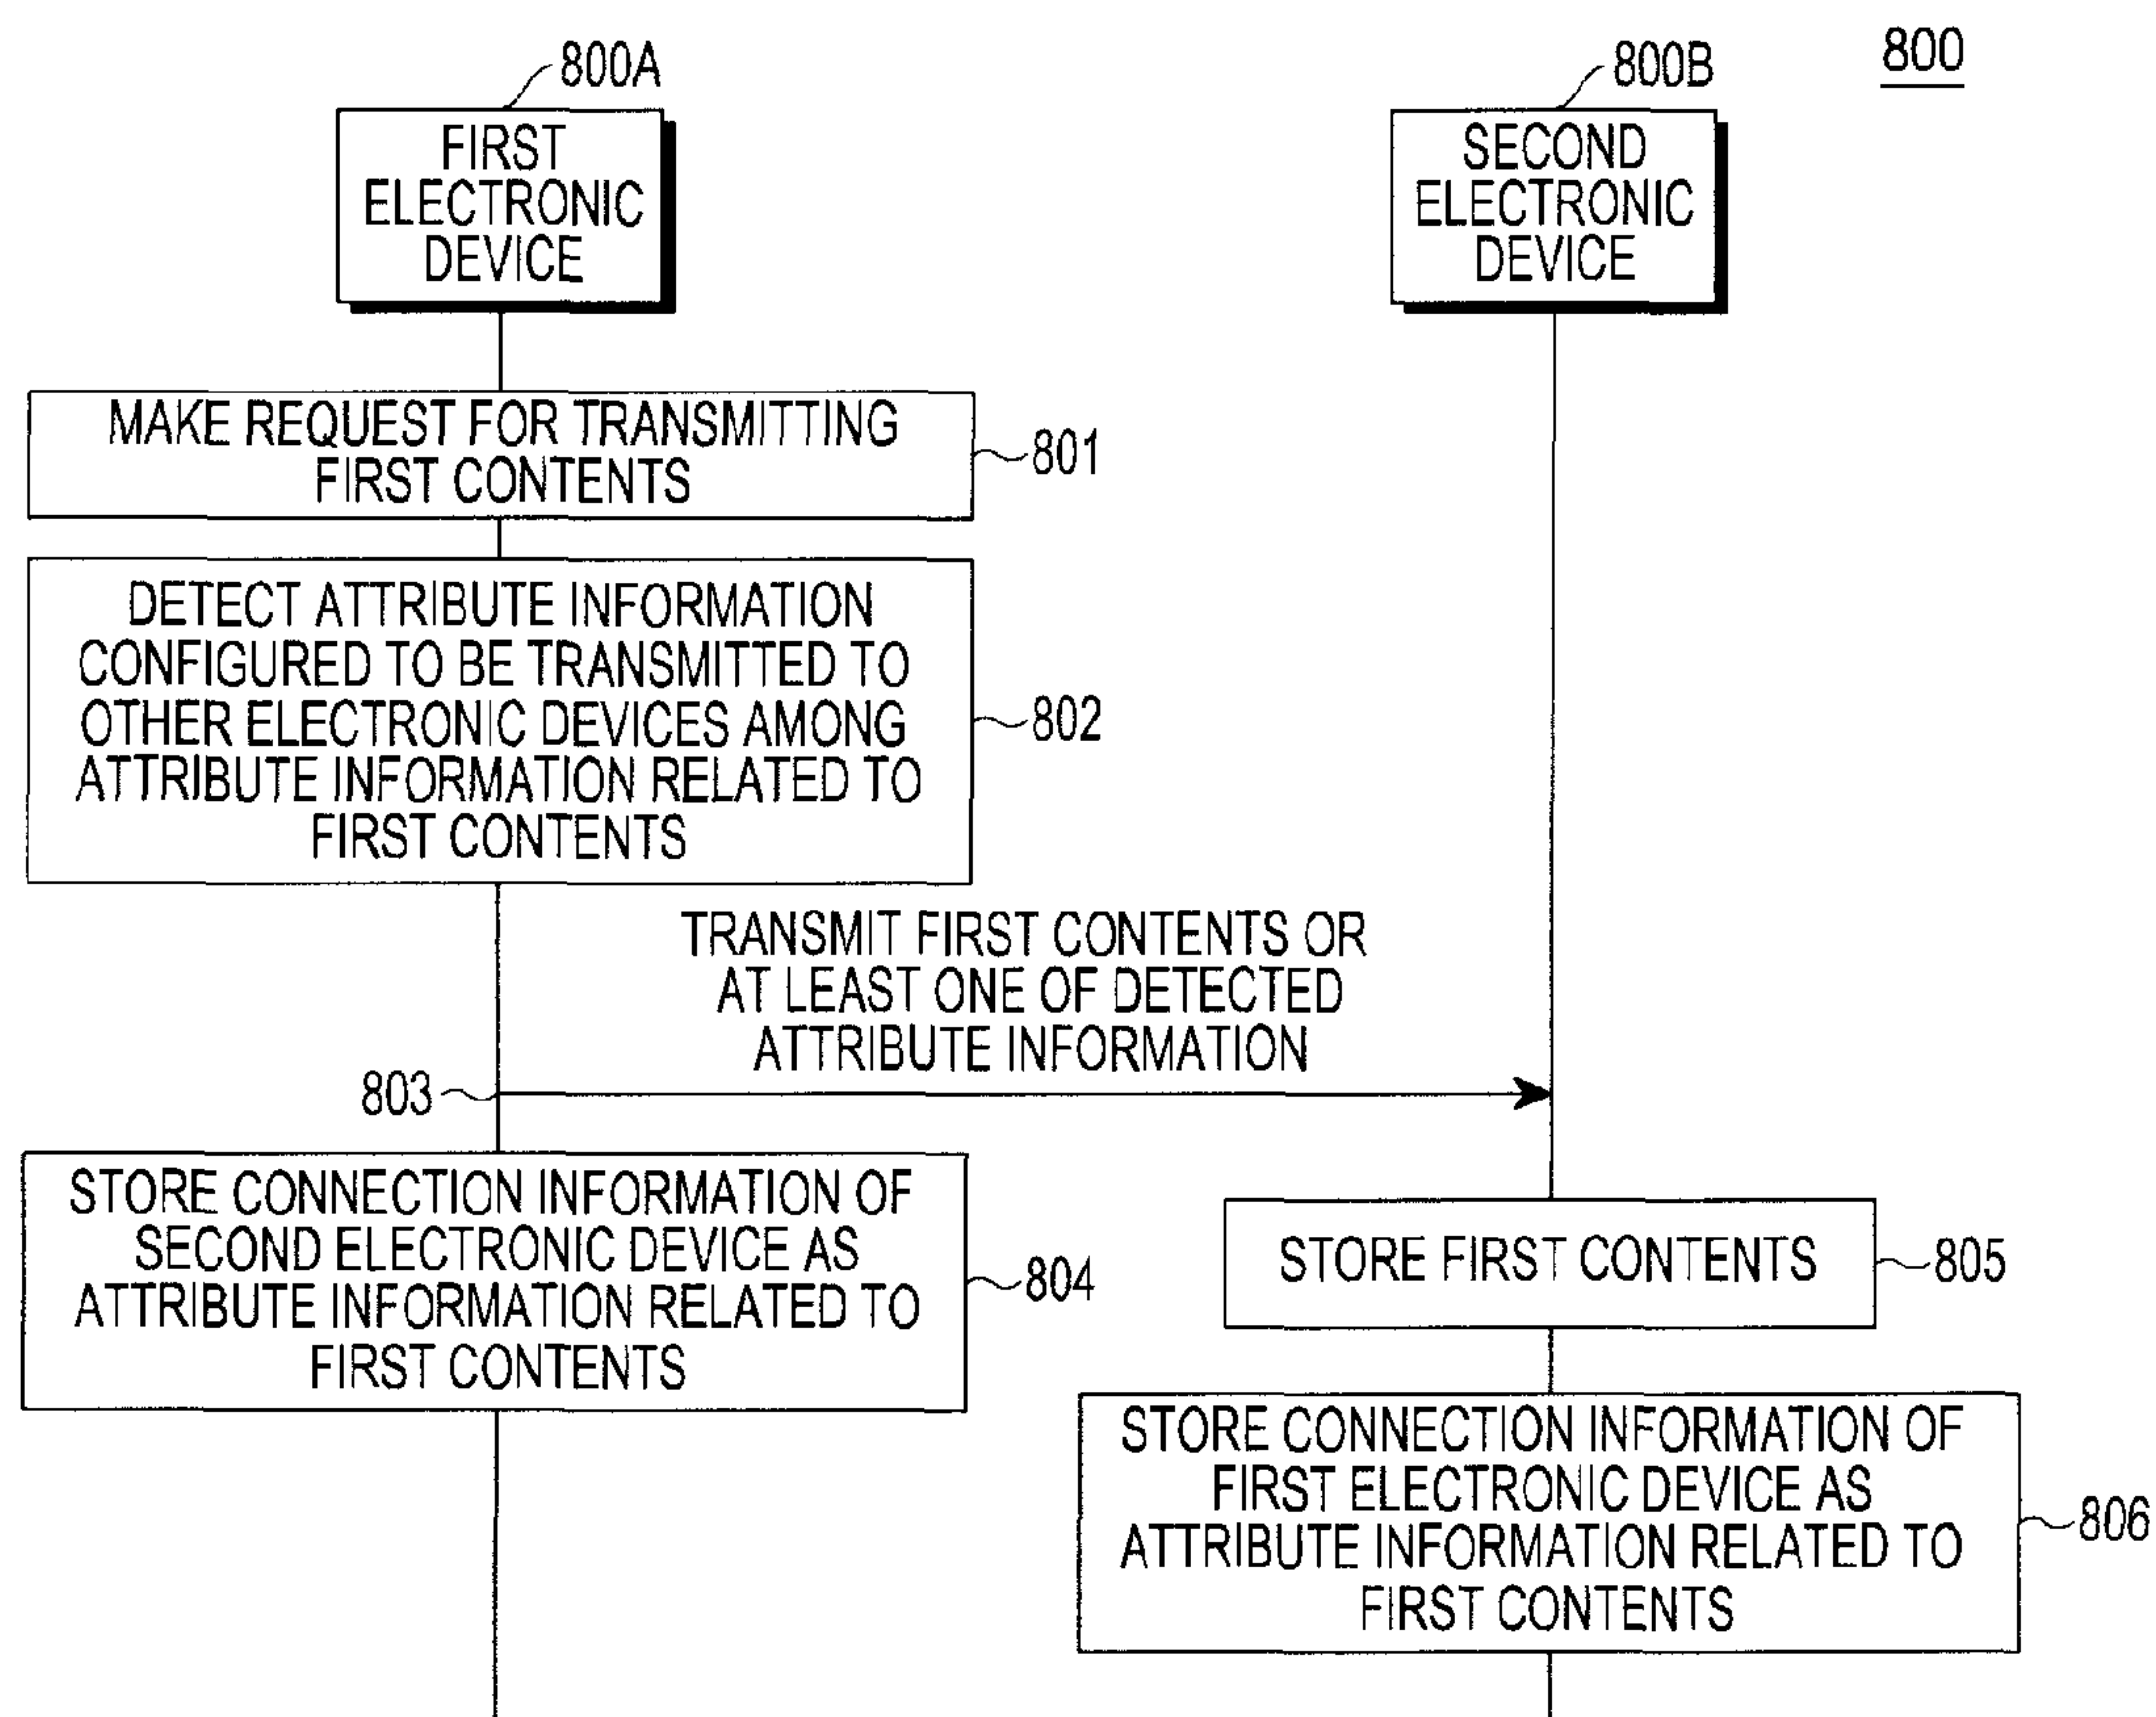 800
800A
FIRST
ELECTRONIC
DEVICE
800B
SECOND
ELECTRONIC
DEVICE
MAKE REQUEST FOR TRANSMITTING
FIRST CONTENTS
801
DETECT ATTRIBUTE INFORMATION
CONFIGURED TO BE TRANSMITTED TO
OTHER ELECTRONIC DEVICES AMONG
ATTRIBUTE INFORMATION RELATED TO
FIRST CONTENTS
802
TRANSMIT FIRST CONTENTS OR
AT LEAST ONE OF DETECTED
ATTRIBUTE INFORMATION
803
STORE CONNECTION INFORMATION OF
SECOND ELECTRONIC DEVICE AS
ATTRIBUTE INFORMATION RELATED TO
FIRST CONTENTS
804
STORE FIRST CONTENTS
805
STORE CONNECTION INFORMATION OF
FIRST ELECTRONIC DEVICE AS
ATTRIBUTE INFORMATION RELATED TO
FIRST CONTENTS
806